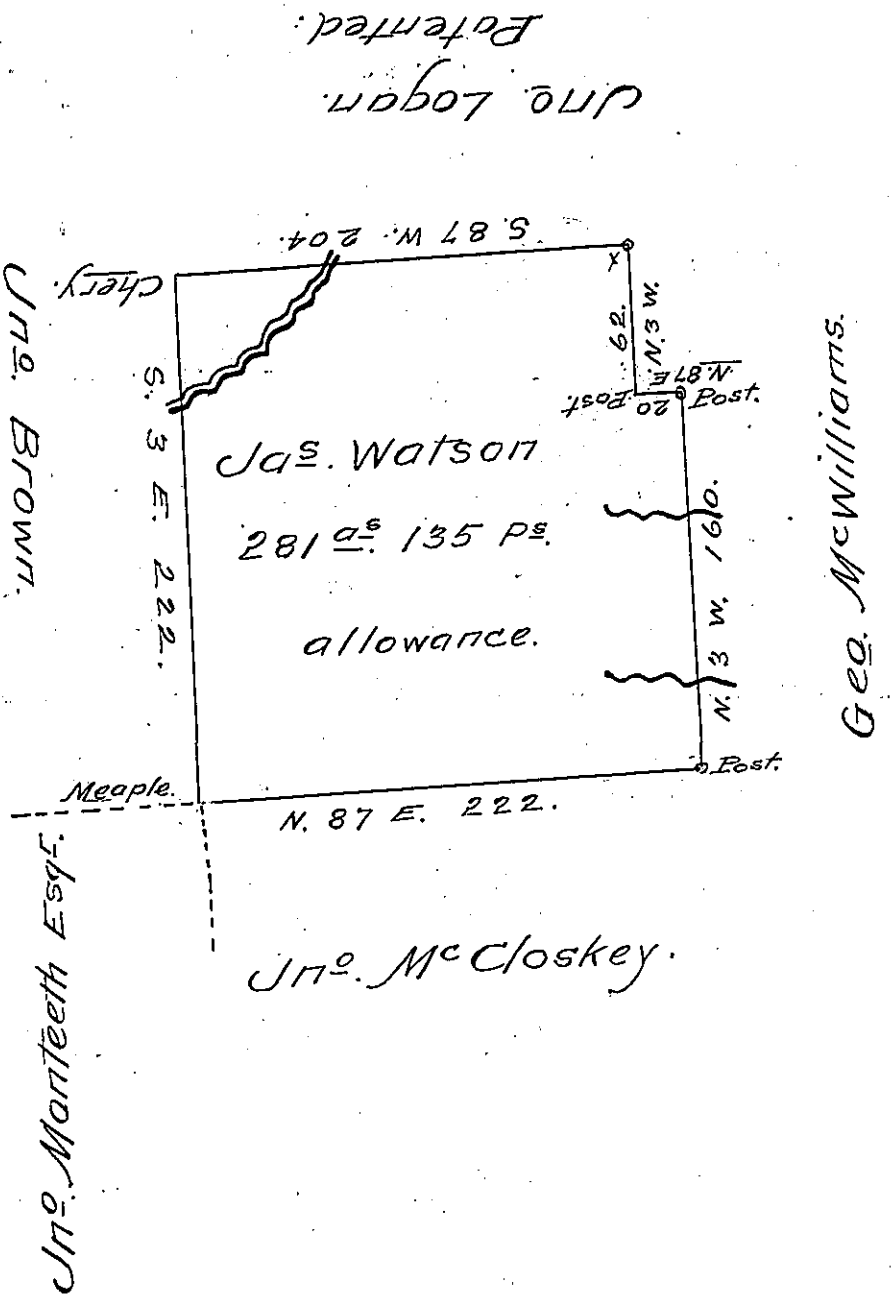 Patented.
Jno. Logan.
S. 87 W. 204.
Chery.
x
62.
N. 3 W.
N. 87 E
20
Post.
Post.
Jno. Brown.
S. 3 E. 222.
Jas. Watson
281 as. 135 Ps.
allowance.
N. 3 W. 160.
Geo. McWilliams.
Post.
Meaple.
N. 87 E. 222.
Jno. Manteeth Esqr.
Jno. McCloskey.